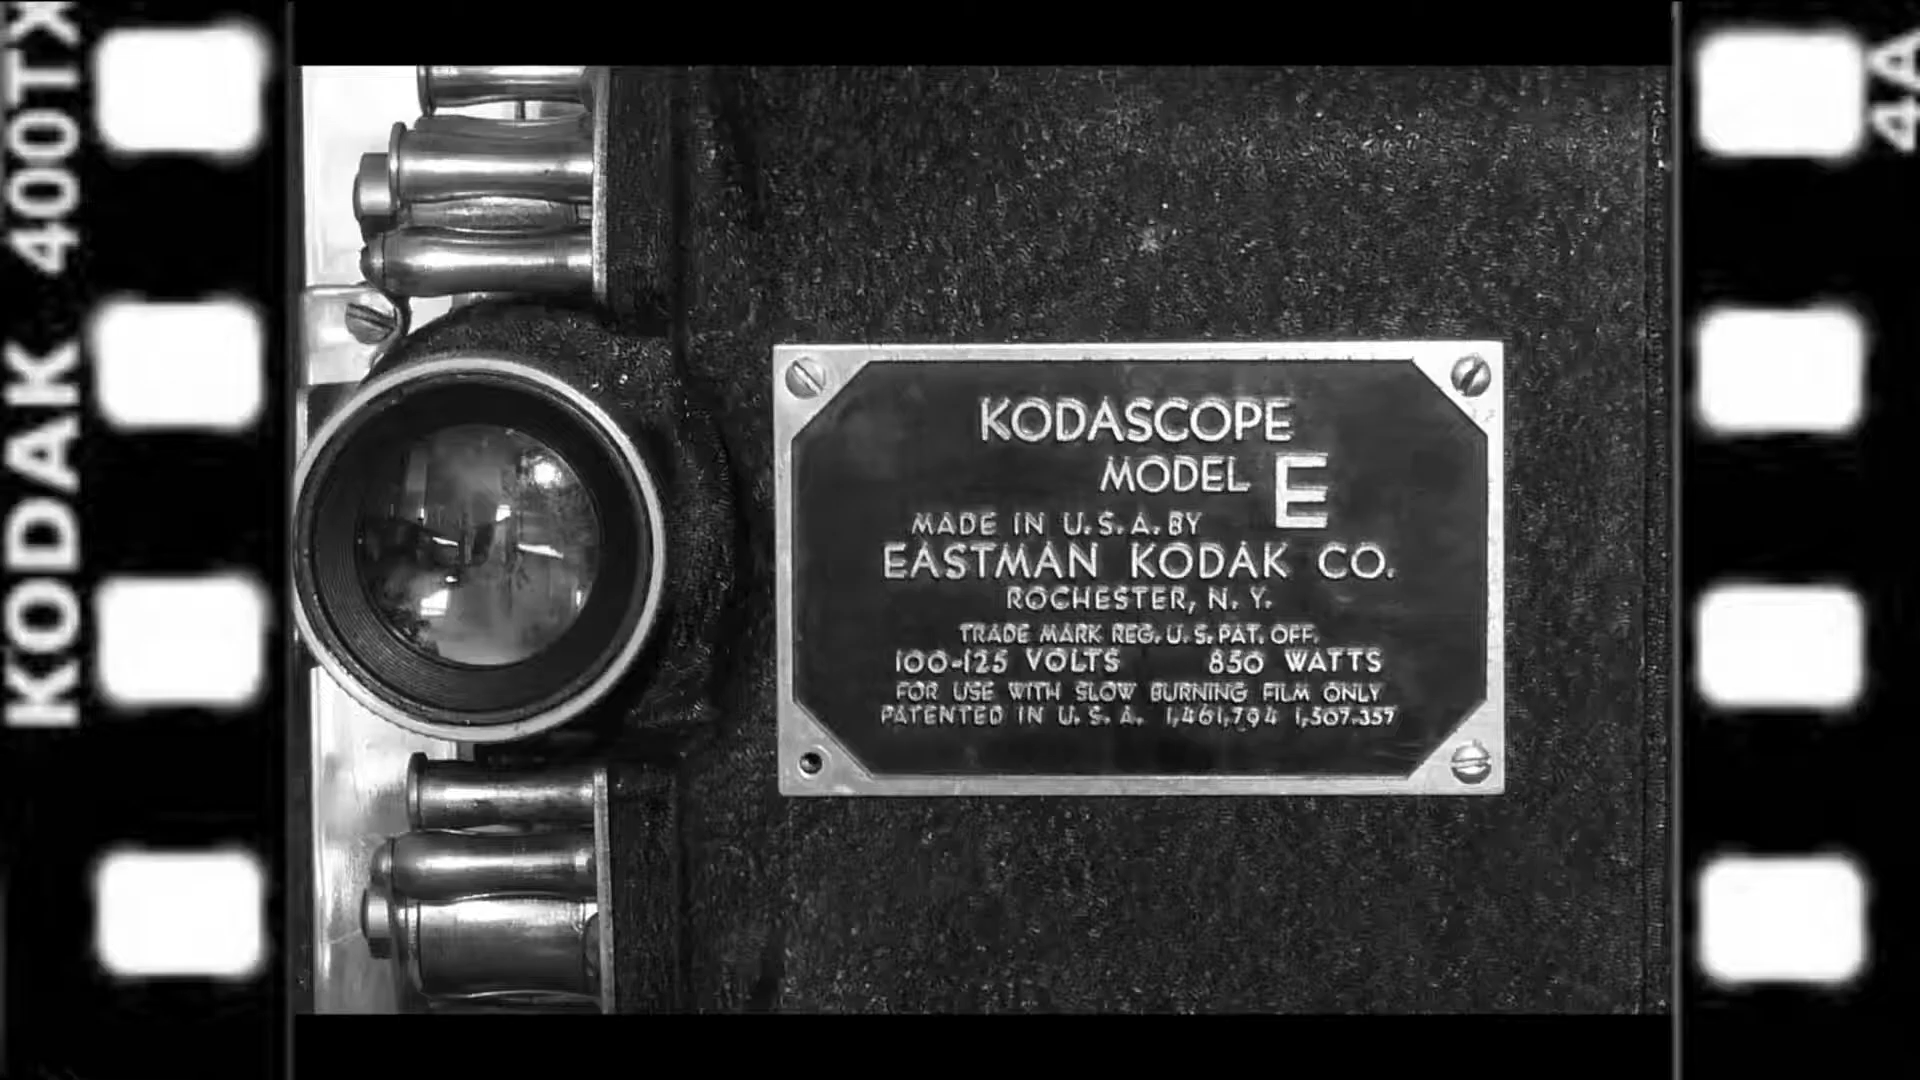 KODAK 400TX
KODASCOPE
MODEL E
MADE IN U.S.A. BY
EASTMAN KODAK CO.
ROCHESTER, N. Y.
TRADE MARK REG. U. S. PAT. OFF.
100-125 VOLTS 850 WATTS
FOR USE WITH SLOW BURNING FILM ONLY
PATENTED IN U. S. A. 1,461,794 1,507,357
4A